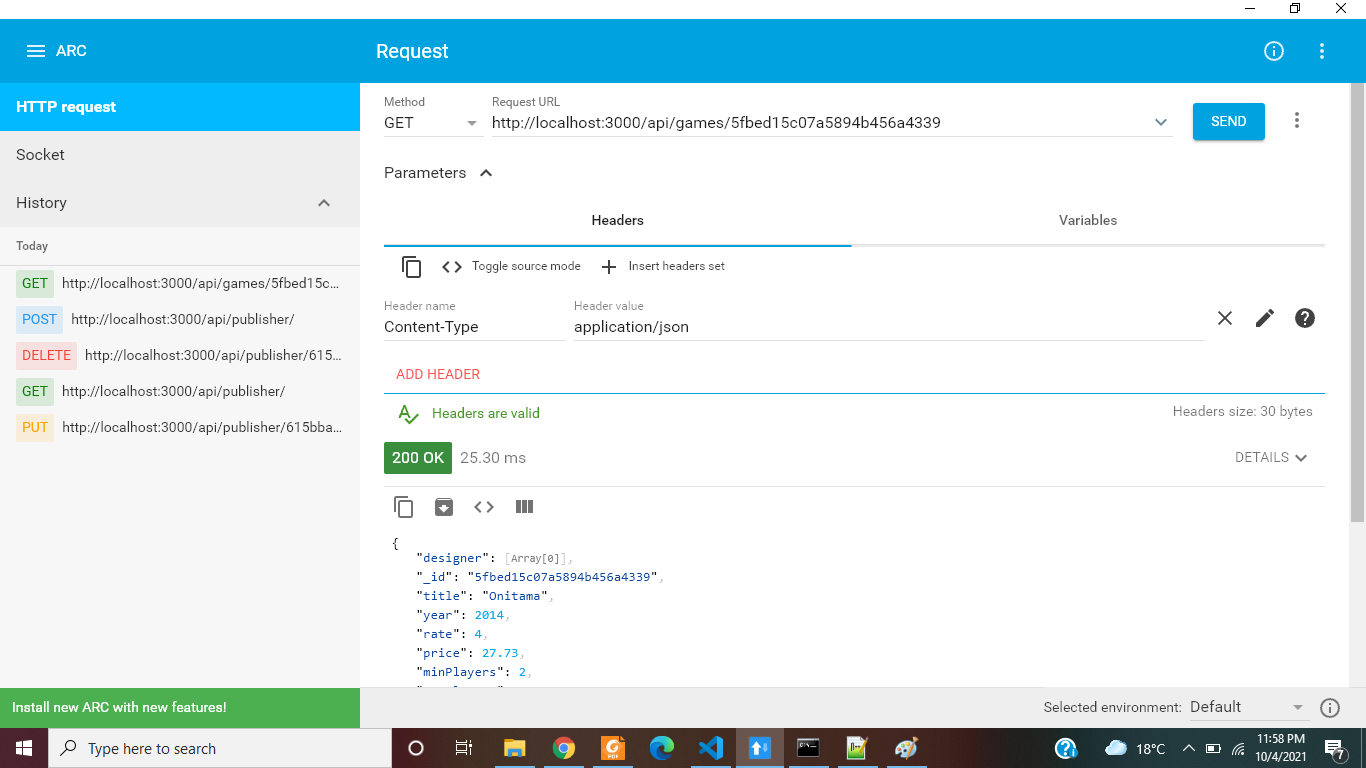 ARC
Request
HTTP request
Socket
History
Today
GET http://localhost:3000/api/games/5fbed15c...
POST http://localhost:3000/api/publisher/
DELETE http://localhost:3000/api/publisher/615...
GET http://localhost:3000/api/publisher/
PUT http://localhost:3000/api/publisher/615bba...
Install new ARC with new features!
Method
GET
Request URL
http://localhost:3000/api/games/5fbed15c07a5894b456a4339
SEND
Parameters
Headers
Variables
Toggle source mode
Insert headers set
Header name
Content-Type
Header value
application/json
ADD HEADER
Headers are valid
Headers size: 30 bytes
200 OK
25.30 ms
DETAILS
{
"designer": [Array[0]],
"_id": "5fbed15c07a5894b456a4339",
"title": "Onitama",
"year": 2014,
"rate": 4,
"price": 27.73,
"minPlayers": 2,
Selected environment: Default
Type here to search
18°C
11:58 PM
10/4/2021
7